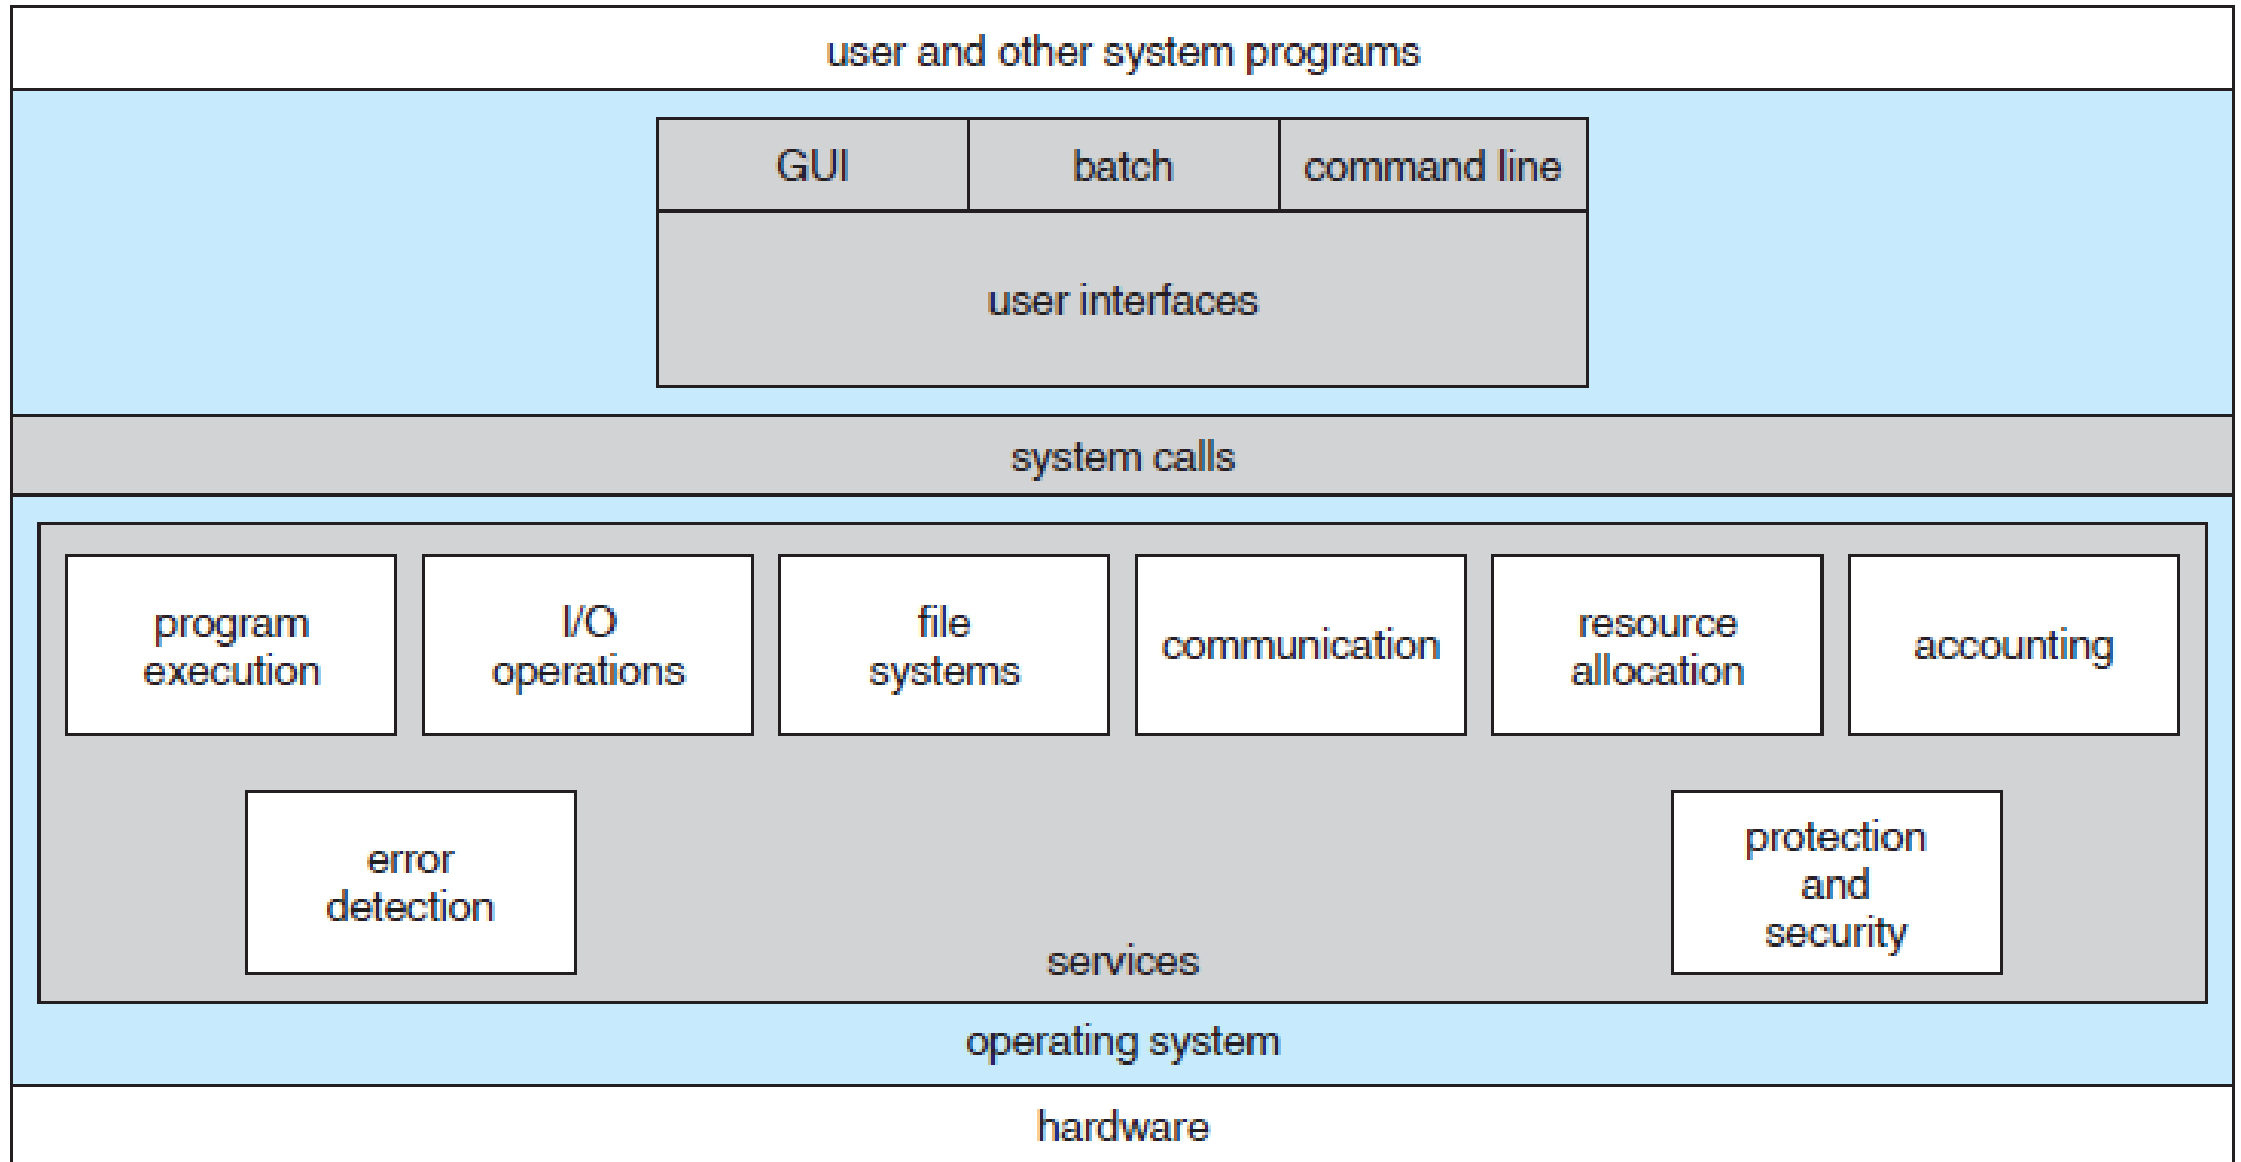 user and other system programs
GUI
batch
command line
user interfaces
system calls
program
execution
I/O
operations
file
systems
communication
resource
allocation
accounting
error
detection
protection
and
security
services
operating system
hardware